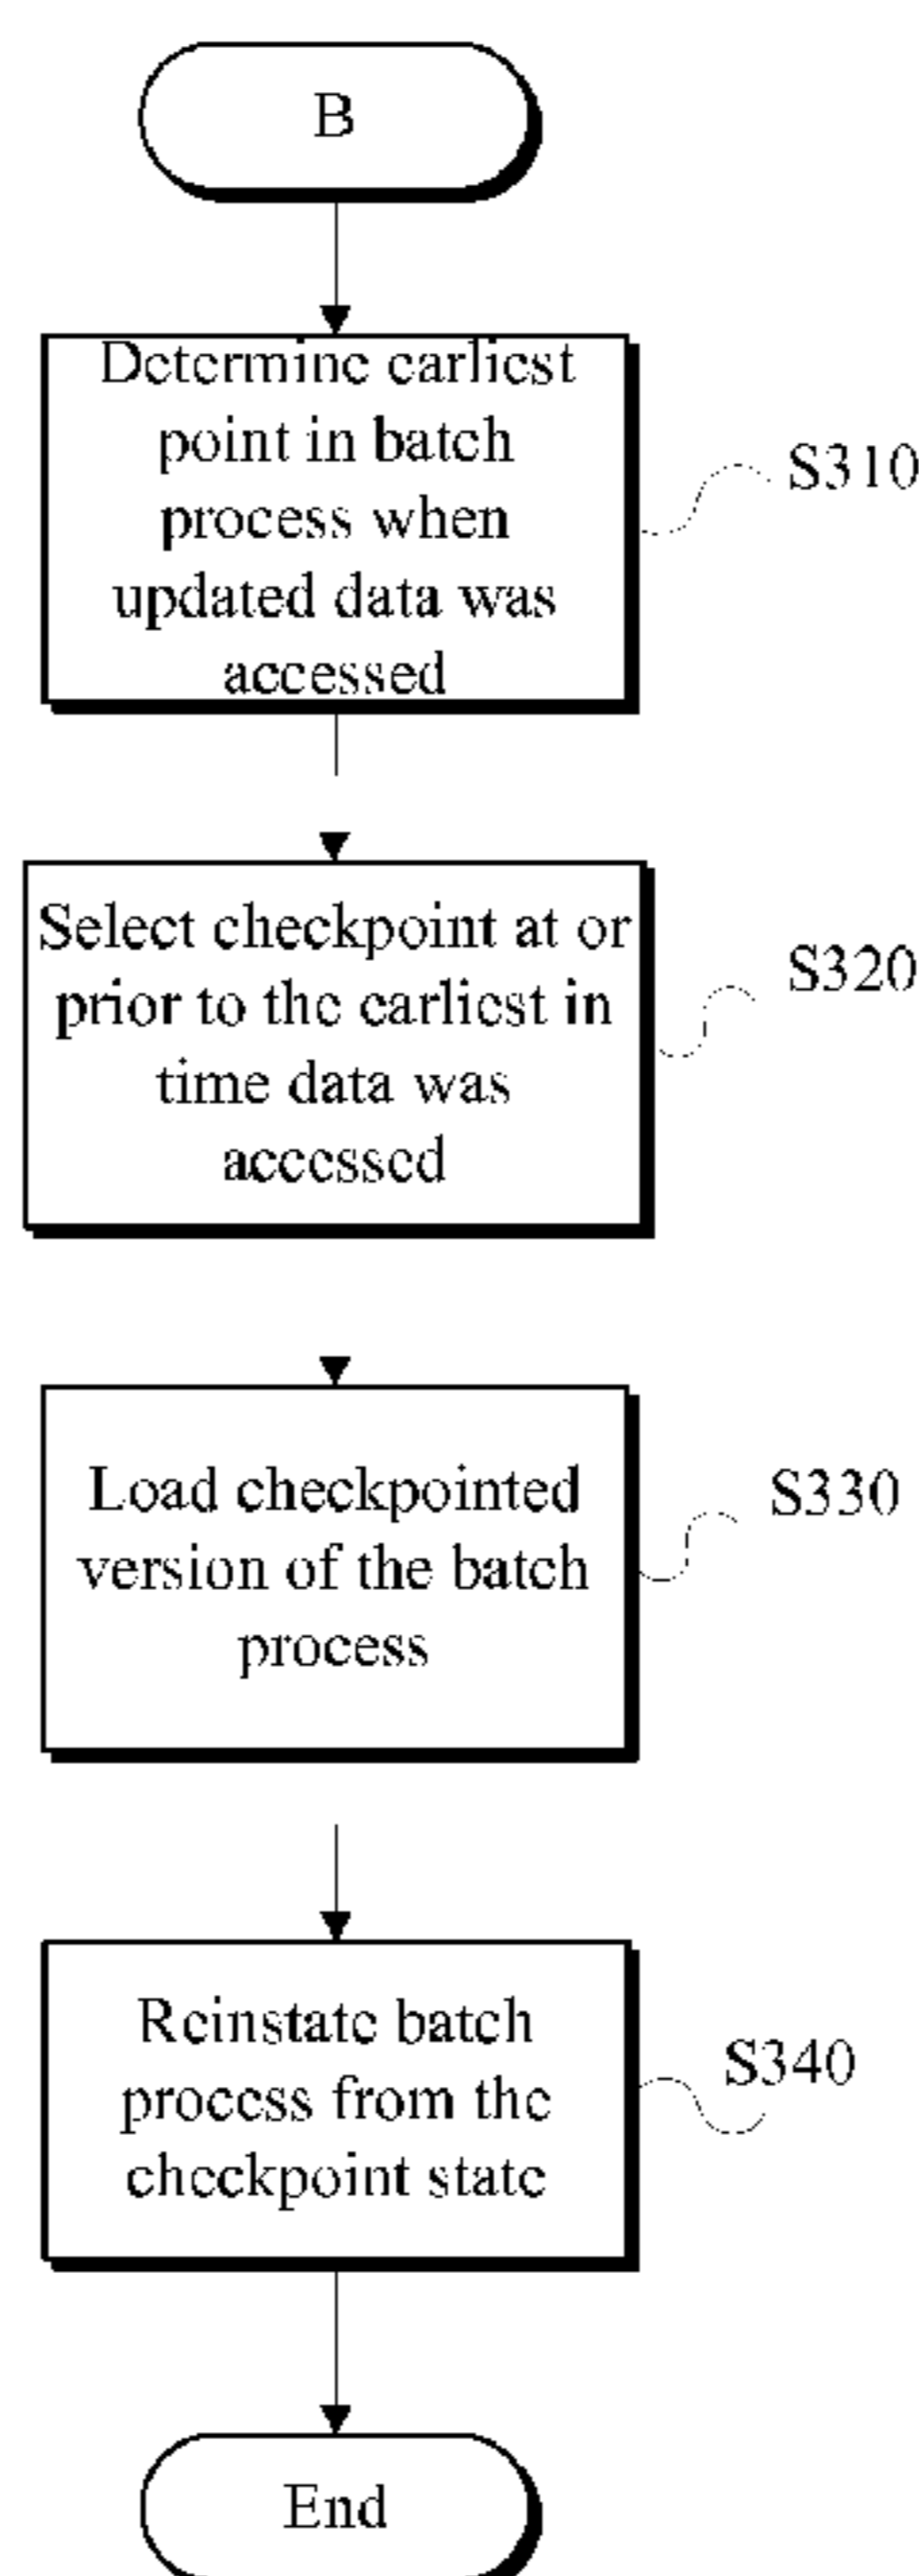 B
Determine earliest
point in batch
process when
updated data was
accessed
S310
Select checkpoint at or
prior to the earliest in
time data was
accessed
S320
Load checkpointed
version of the batch
process
S330
Reinstate batch
process from the
checkpoint state
S340
End